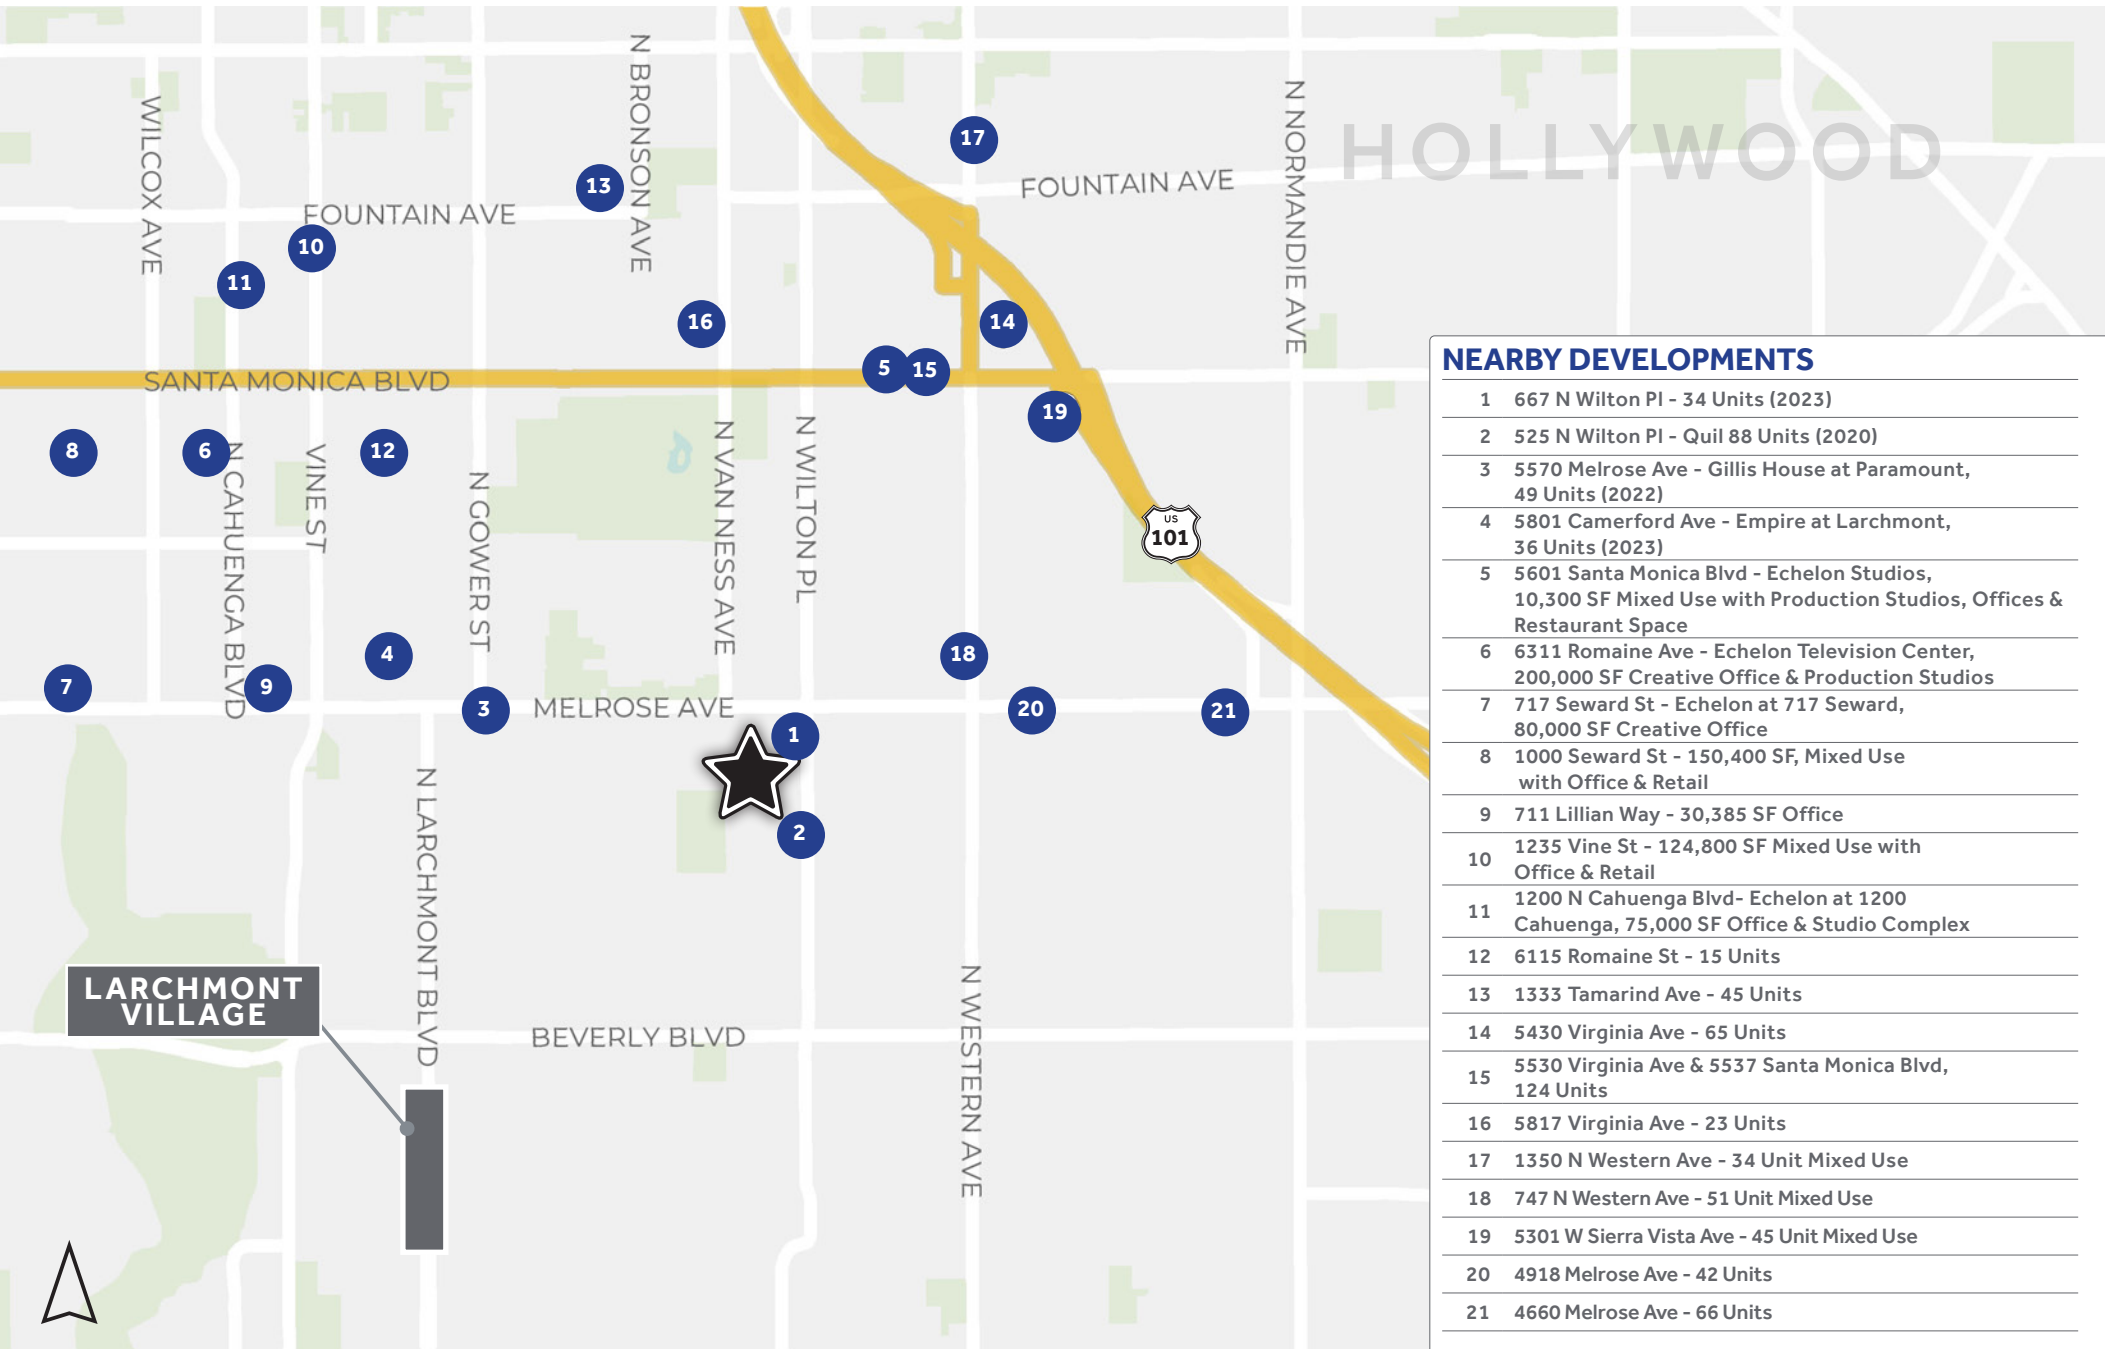 N BRONSON AVE
WILCOX AVE
N NORMANDIE AVE
HOLLYWOOD
17
13
FOUNTAIN AVE
FOUNTAIN AVE
10
11
16
14
SANTA MONICA BLVD
5
15
19
8
6
12
N CAHUENGA BLVD
VINE ST
N GOWER ST
N VAN NESS AVE
N WILTON PL
US
101
4
18
7
9
3
MELROSE AVE
20
21
1
2
N LARCHMONT BLVD
LARCHMONT
VILLAGE
BEVERLY BLVD
N WESTERN AVE
NEARBY DEVELOPMENTS
1 667 N Wilton Pl - 34 Units (2023)
2 525 N Wilton Pl - Quil 88 Units (2020)
3 5570 Melrose Ave - Gillis House at Paramount,
49 Units (2022)
4 5801 Camerford Ave - Empire at Larchmont,
36 Units (2023)
5 5601 Santa Monica Blvd - Echelon Studios,
10,300 SF Mixed Use with Production Studios, Offices &
Restaurant Space
6 6311 Romaine Ave - Echelon Television Center,
200,000 SF Creative Office & Production Studios
7 717 Seward St - Echelon at 717 Seward,
80,000 SF Creative Office
8 1000 Seward St - 150,400 SF, Mixed Use
with Office & Retail
9 711 Lillian Way - 30,385 SF Office
10 1235 Vine St - 124,800 SF Mixed Use with
Office & Retail
11 1200 N Cahuenga Blvd- Echelon at 1200
Cahuenga, 75,000 SF Office & Studio Complex
12 6115 Romaine St - 15 Units
13 1333 Tamarind Ave - 45 Units
14 5430 Virginia Ave - 65 Units
15 5530 Virginia Ave & 5537 Santa Monica Blvd,
124 Units
16 5817 Virginia Ave - 23 Units
17 1350 N Western Ave - 34 Unit Mixed Use
18 747 N Western Ave - 51 Unit Mixed Use
19 5301 W Sierra Vista Ave - 45 Unit Mixed Use
20 4918 Melrose Ave - 42 Units
21 4660 Melrose Ave - 66 Units